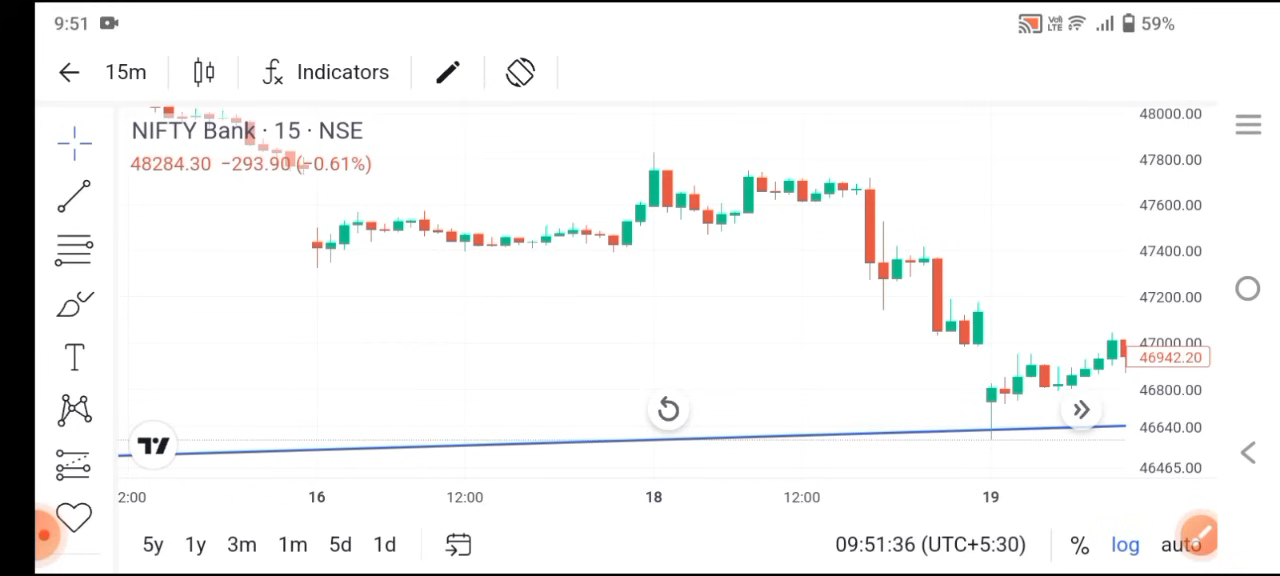 9:51 Vo) LTE 59%
15m Indicators
NIFTY Bank · 15 · NSE
48284.30 −293.90 (−0.61%)
48000.00
47800.00
47600.00
47400.00
47200.00
47000.00
46942.20
46800.00
46640.00
46465.00
2:00 16 12:00 18 12:00 19
5y 1y 3m 1m 5d 1d 09:51:36 (UTC+5:30) % log auto